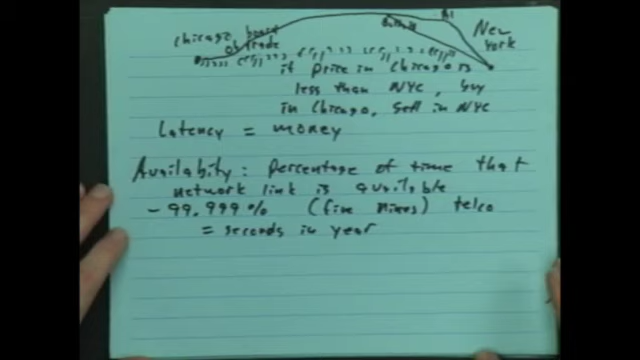 Chicago board
of trade
Buffalo
New
York
if price in Chicago is
less than NYC, buy
in Chicago, sell in NYC
Latency = money
Availabity: Percentage of time that
network link is available
- 99.999% (five nines) telco
= seconds in year